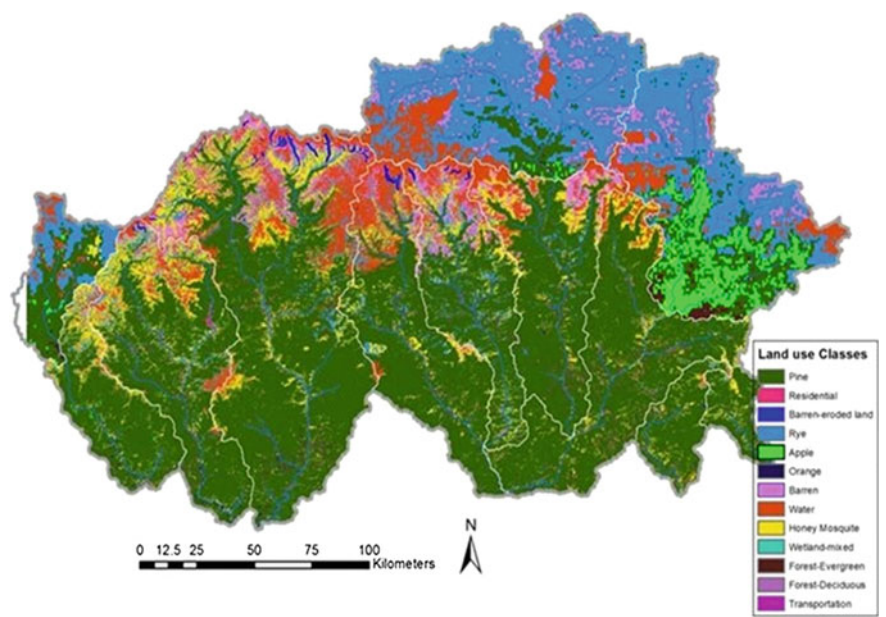 Land use Classes
Pine
Residential
Barren-eroded land
Rye
Apple
Orange
Barren
Water
Honey Mosquite
Wetland-mixed
Forest-Evergreen
Forest-Deciduous
Transportation
N
0 12.5 25 50 75 100
Kilometers